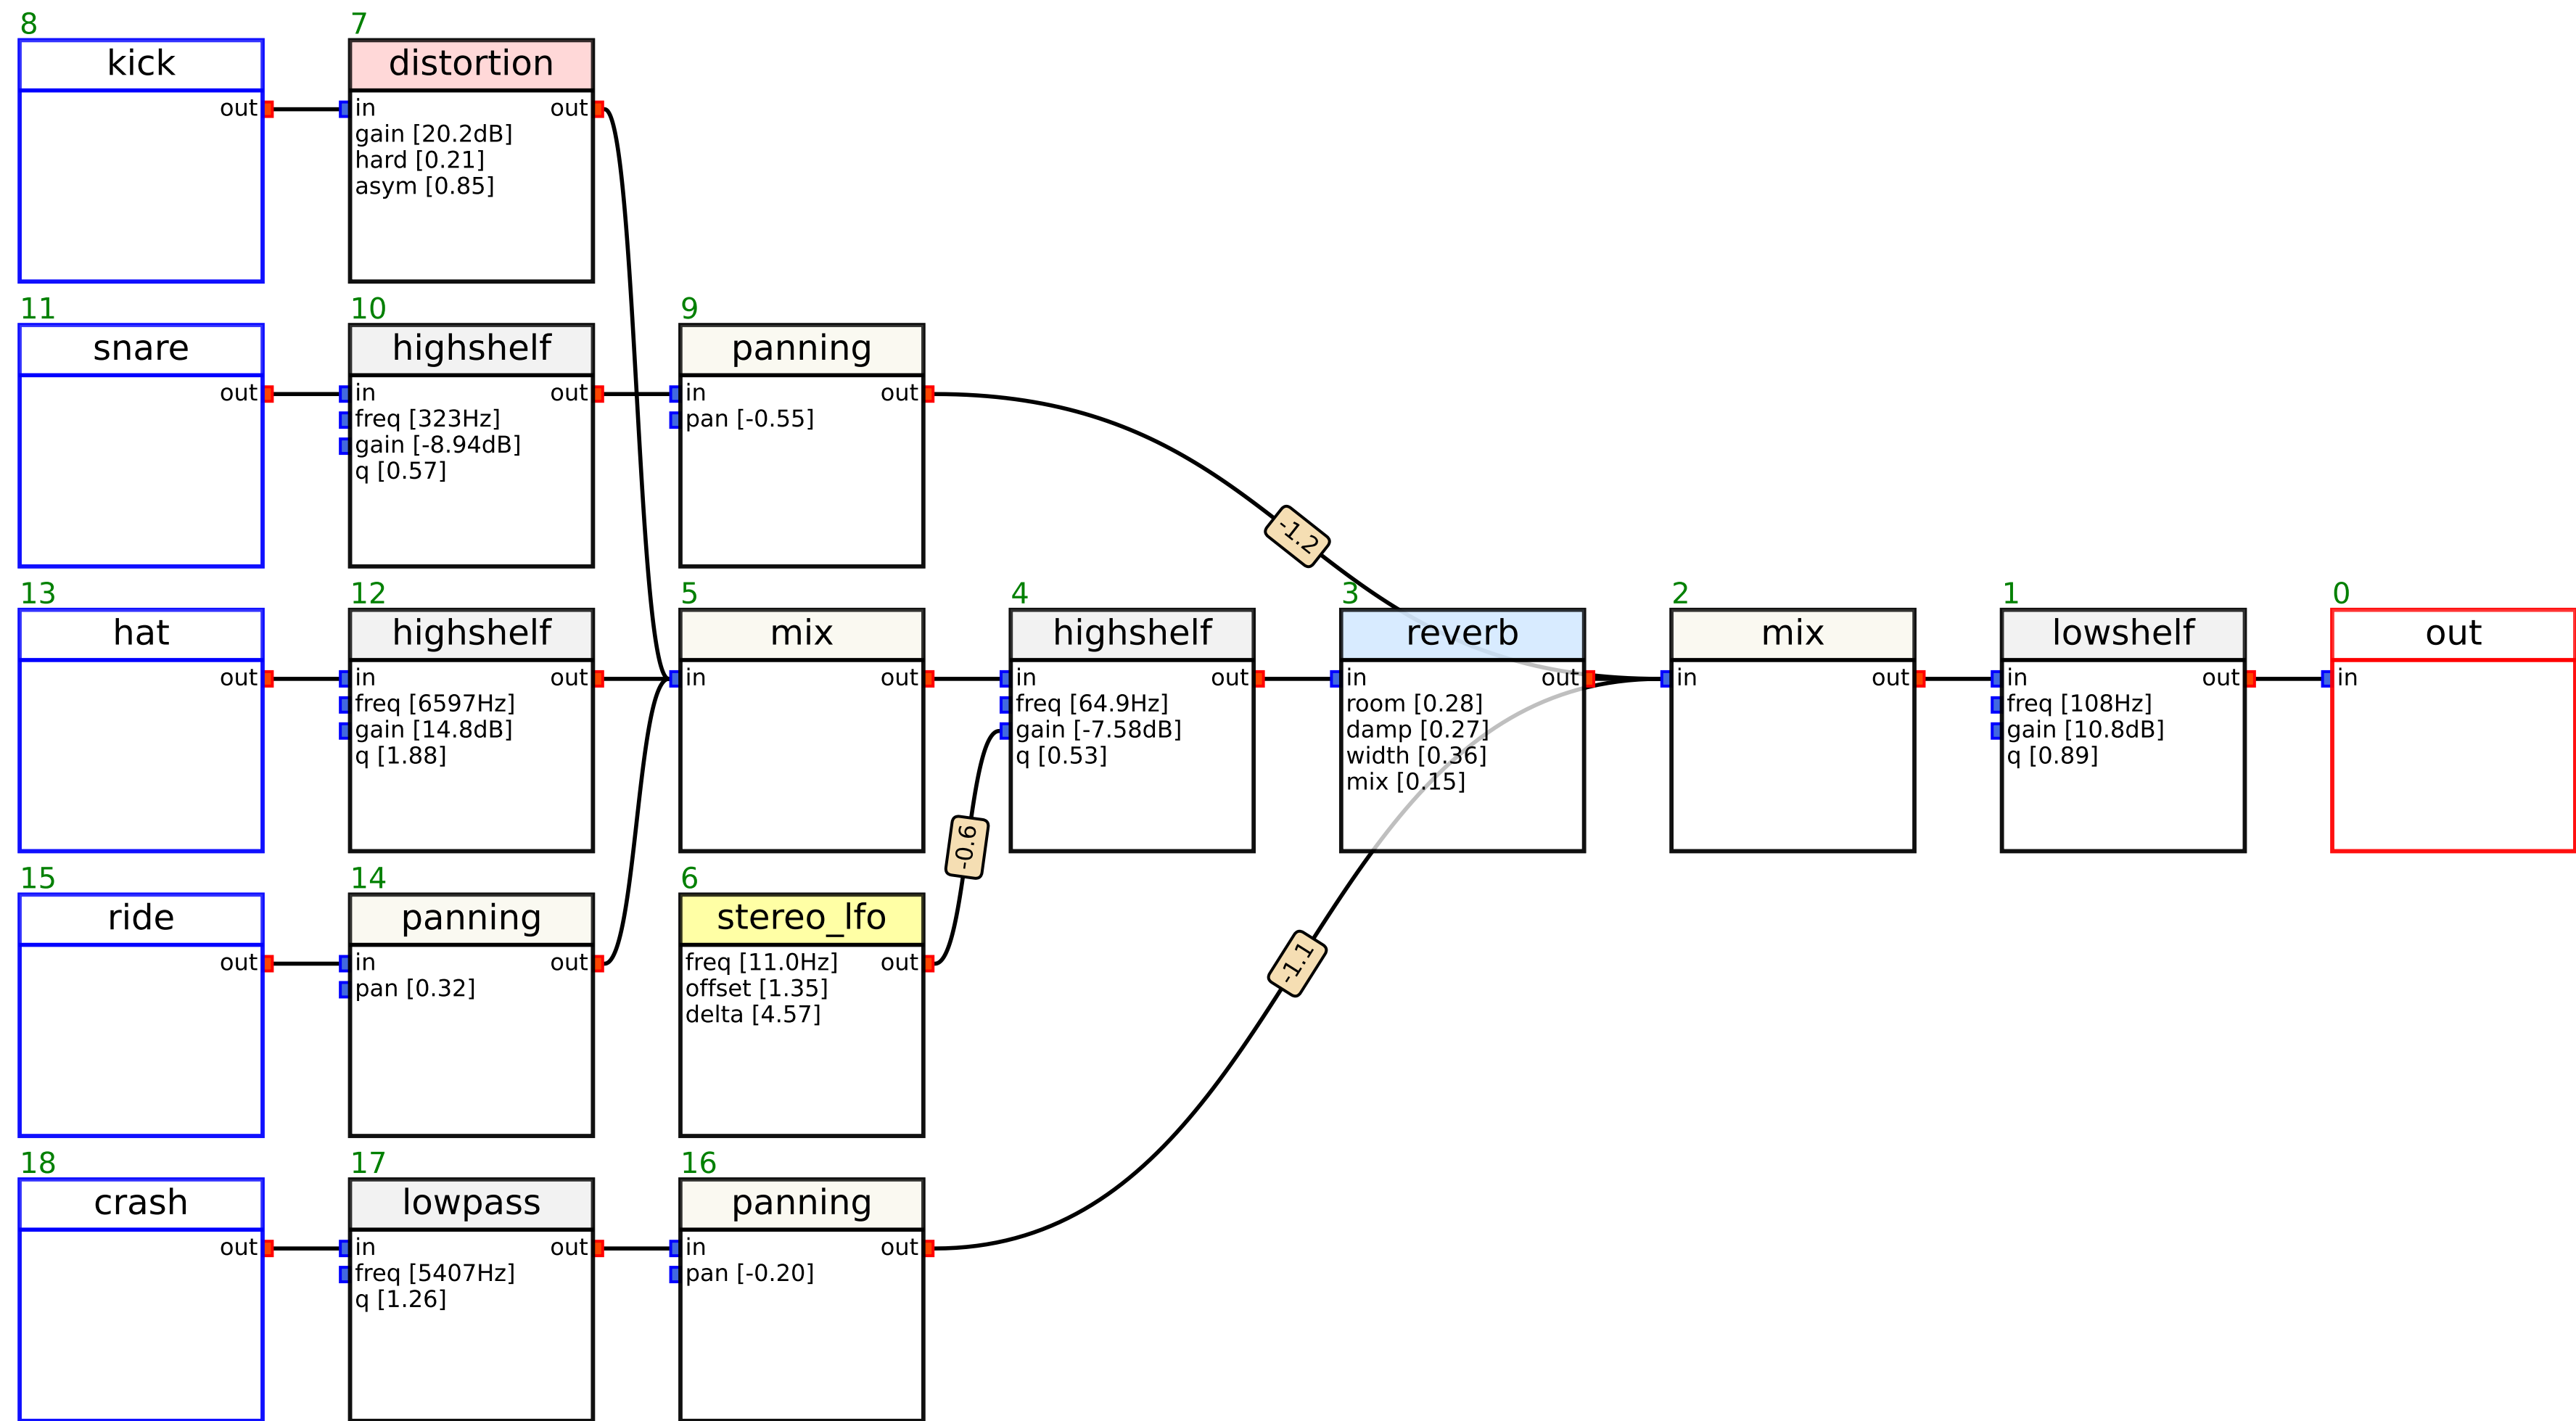 8
kick
out
7
distortion
in out
gain [20.2dB]
hard [0.21]
asym [0.85]
11
snare
out
10
highshelf
in out
freq [323Hz]
gain [-8.94dB]
q [0.57]
9
panning
in out
pan [-0.55]
-1.2
13
hat
out
12
highshelf
in out
freq [6597Hz]
gain [14.8dB]
q [1.88]
5
mix
in out
4
highshelf
in out
freq [64.9Hz]
gain [-7.58dB]
q [0.53]
3
reverb
in out
room [0.28]
damp [0.27]
width [0.36]
mix [0.15]
2
mix
in out
1
lowshelf
in out
freq [108Hz]
gain [10.8dB]
q [0.89]
0
out
in
-0.6
15
ride
out
14
panning
in out
pan [0.32]
6
stereo_lfo
freq [11.0Hz] out
offset [1.35]
delta [4.57]
-1.1
18
crash
out
17
lowpass
in out
freq [5407Hz]
q [1.26]
16
panning
in out
pan [-0.20]